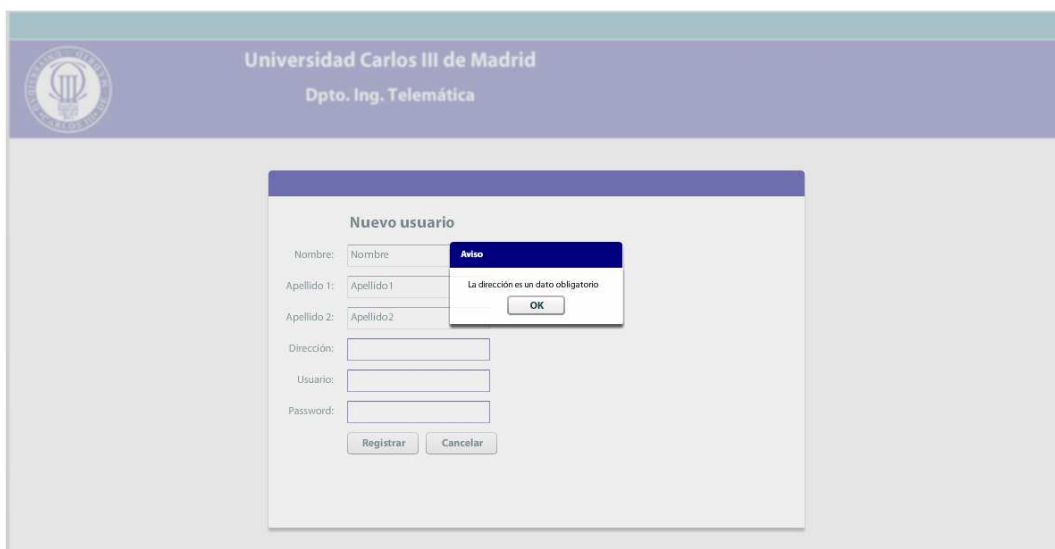 Universidad Carlos III de Madrid
Dpto. Ing. Telemática
Nuevo usuario
Nombre: Nombre
Aviso
La dirección es un dato obligatorio
OK
Apellido 1: Apellido1
Apellido 2: Apellido2
Dirección:
Usuario:
Password:
Registrar Cancelar